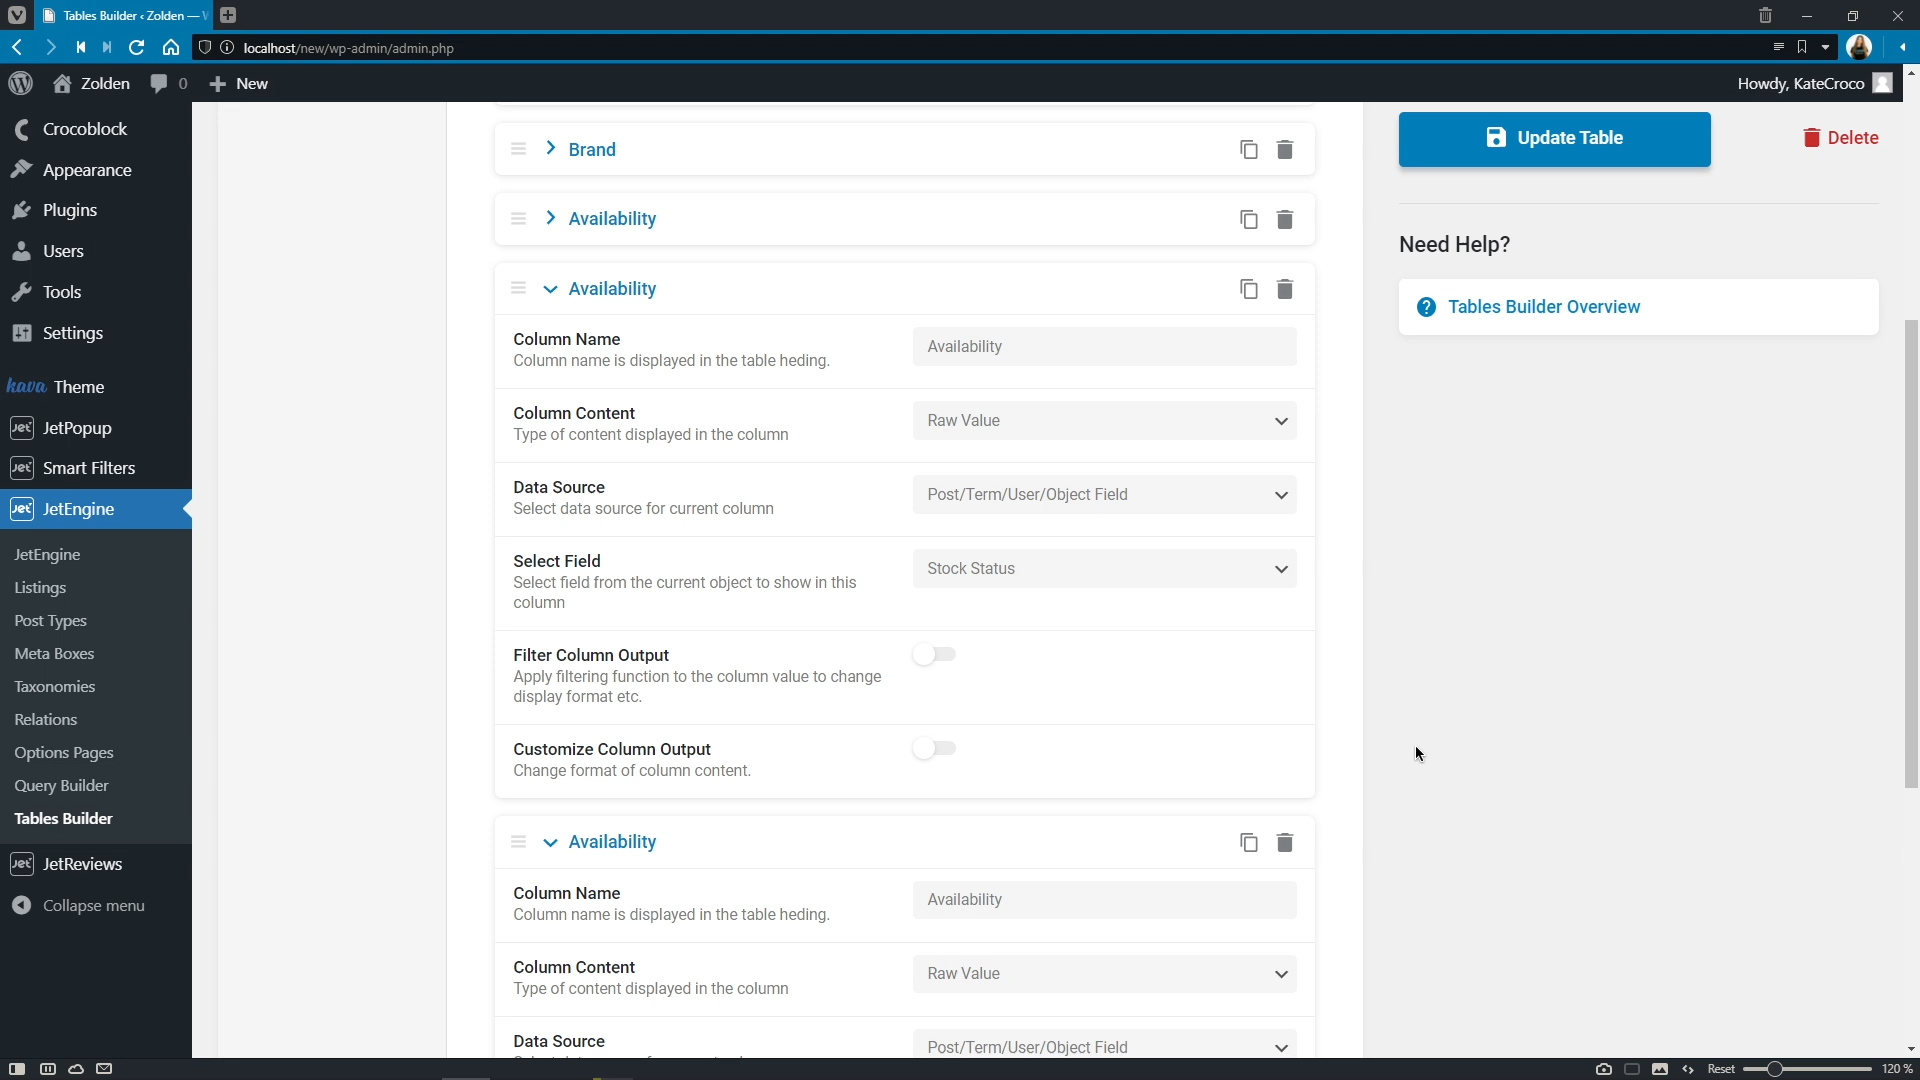 Tables Builder ‹ Zolden —
localhost/new/wp-admin/admin.php
Zolden
0
New
Howdy, KateCroco
Crocoblock
Appearance
Plugins
Users
Tools
Settings
hava Theme
Jet JetPopup
Jet Smart Filters
Jet JetEngine
JetEngine
Listings
Post Types
Meta Boxes
Taxonomies
Relations
Options Pages
Query Builder
Tables Builder
Jet JetReviews
Collapse menu
Brand
Availability
Availability
Column Name
Column name is displayed in the table heding.
Availability
Column Content
Type of content displayed in the column
Raw Value
Data Source
Select data source for current column
Post/Term/User/Object Field
Select Field
Select field from the current object to show in this
column
Stock Status
Filter Column Output
Apply filtering function to the column value to change
display format etc.
Customize Column Output
Change format of column content.
Availability
Column Name
Column name is displayed in the table heding.
Availability
Column Content
Type of content displayed in the column
Raw Value
Data Source
Post/Term/User/Object Field
Update Table
Delete
Need Help?
? Tables Builder Overview
Reset
120 %